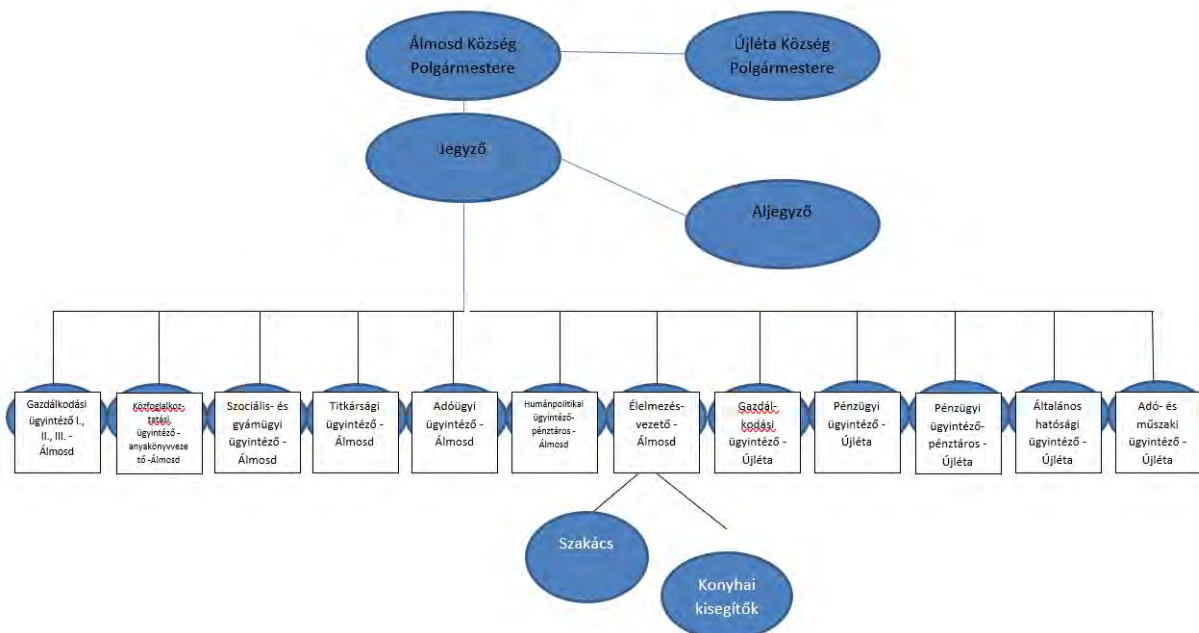 Álmosd Község
Polgármestere
Újléta Község
Polgármestere
Jegyző
Aljegyző
Gazdálkodási
ügyintéző I.,
II., III. -
Álmosd
Közfoglalkoz-
tatási
ügyintéző -
anyakönyvveze
tő -Álmosd
Szociális- és
gyámügyi
ügyintéző -
Álmosd
Titkársági
ügyintéző -
Álmosd
Adóügyi
ügyintéző -
Álmosd
Humánpolitikai
ügyintéző-
pénztáros -
Álmosd
Élelmezés-
vezető -
Álmosd
Gazdál-
kodási
ügyintéző -
Újléta
Pénzügyi
ügyintéző -
Újléta
Pénzügyi
ügyintéző-
pénztáros -
Újléta
Általános
hatósági
ügyintéző -
Újléta
Adó- és
műszaki
ügyintéző -
Újléta
Szakács
Konyhai
kisegítők